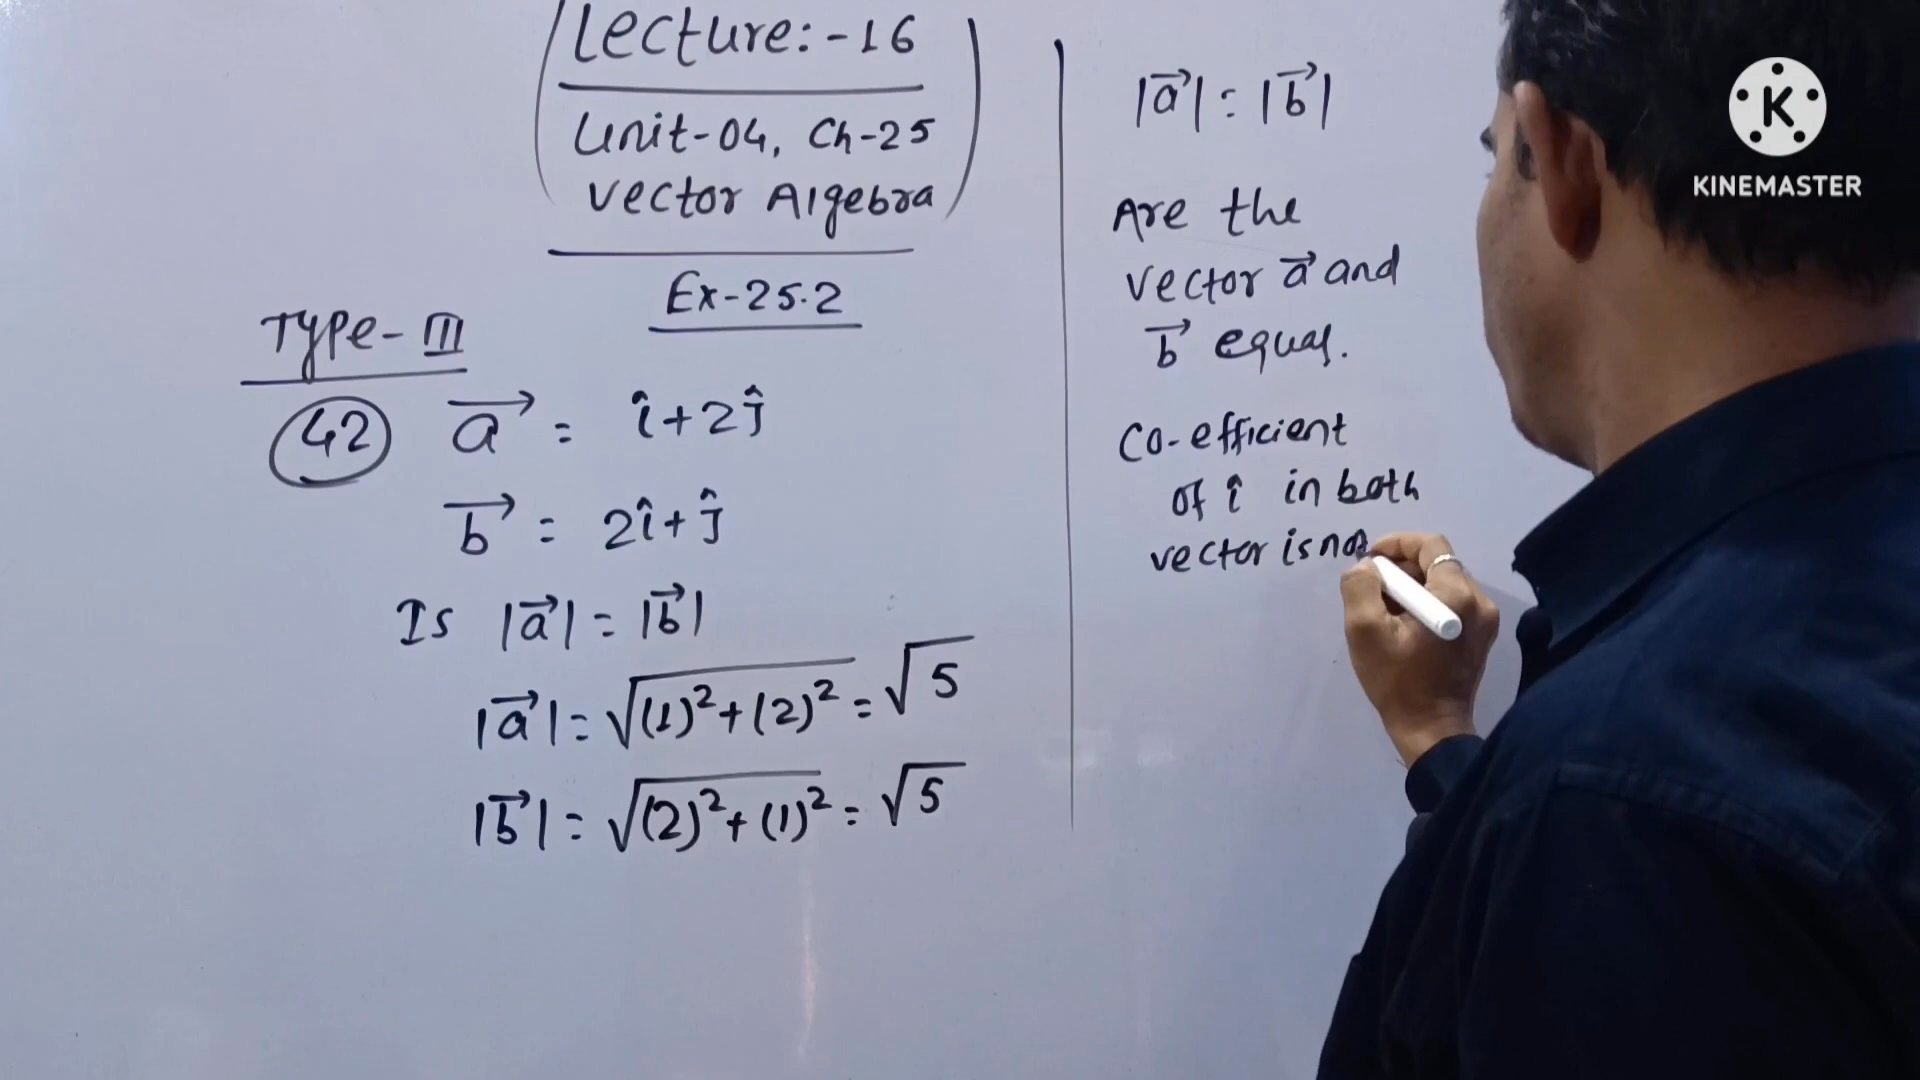 Lecture:-16
Unit-04, Ch-25
Vector Algebra
Ex-25.2
Type-III
42 a⃗ = î+2ĵ
b⃗ = 2î+ĵ
Is |a⃗| = |b⃗|
|a⃗| = √(1)²+(2)² = √5
|b⃗| = √(2)²+(1)² = √5
|a⃗| = |b⃗|
Are the
vector a⃗ and
b⃗ equal.
Co-efficient
of î in both
vector is not
K
KINEMASTER